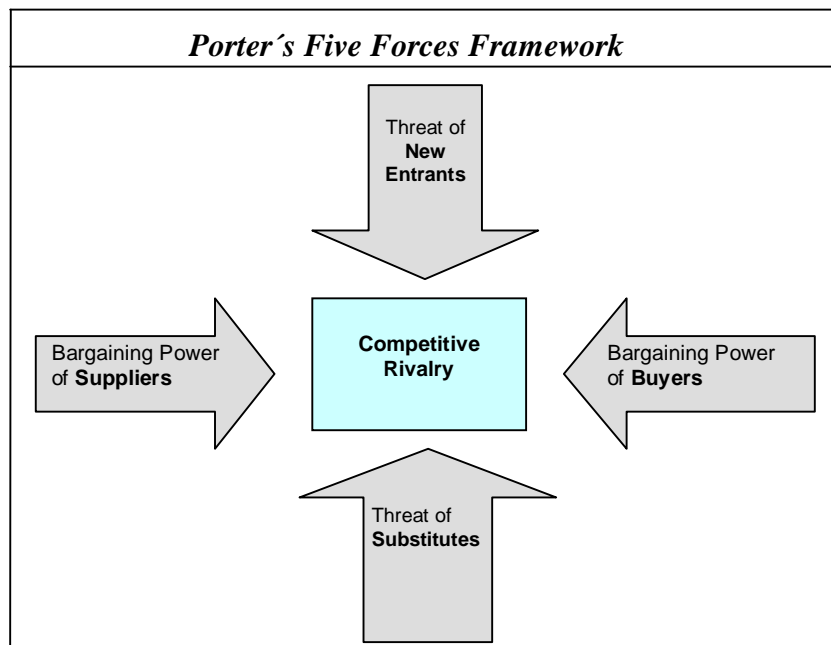 Porter´s Five Forces Framework
Threat of
New
Entrants
Bargaining Power
of Suppliers
Competitive
Rivalry
Bargaining Power
of Buyers
Threat of
Substitutes